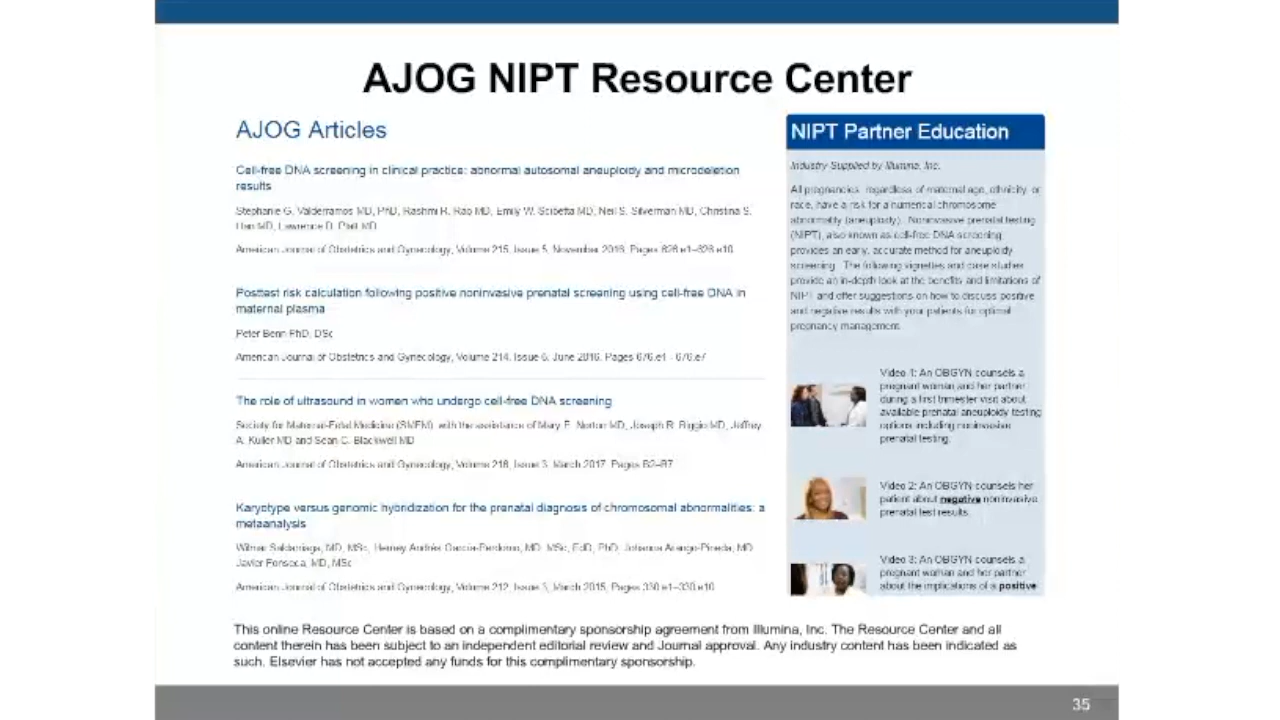 AJOG NIPT Resource Center
AJOG Articles
Cell-free DNA screening in clinical practice: abnormal autosomal aneuploidy and microdeletion
results
Stephanie G. Valderramos MD, PhD, Rashmi R. Rao MD, Emily W. Scibetta MD, Neil S. Silverman MD, Christina S.
Han MD, Lawrence D. Platt MD
American Journal of Obstetrics and Gynecology, Volume 215, Issue 5, November 2016, Pages 626.e1–626.e10
Posttest risk calculation following positive noninvasive prenatal screening using cell-free DNA in
maternal plasma
Peter Benn PhD, DSc
American Journal of Obstetrics and Gynecology, Volume 214, Issue 6, June 2016, Pages 676.e1 - 676.e7
The role of ultrasound in women who undergo cell-free DNA screening
Society for Maternal-Fetal Medicine (SMFM), with the assistance of Mary E. Norton MD, Joseph R. Biggio MD, Jeffrey
A. Kuller MD and Sean C. Blackwell MD
American Journal of Obstetrics and Gynecology, Volume 216, Issue 3, March 2017, Pages B2–B7
Karyotype versus genomic hybridization for the prenatal diagnosis of chromosomal abnormalities: a
metaanalysis
Wilmar Saldarriaga, MD, MSc, Herney Andrés García-Perdomo, MD, MSc, EdD, PhD, Johanna Arango-Pineda, MD
Javier Fonseca, MD, MSc
American Journal of Obstetrics and Gynecology, Volume 212, Issue 3, March 2015, Pages 330.e1–330.e10
NIPT Partner Education
Industry Supplied by Illumina, Inc.
All pregnancies, regardless of maternal age, ethnicity, or
race, have a risk for a numerical chromosome
abnormality (aneuploidy). Noninvasive prenatal testing
(NIPT), also known as cell-free DNA screening,
provides an early, accurate method for aneuploidy
screening. The following vignettes and case studies
provide an in-depth look at the benefits and limitations of
NIPT and offer suggestions on how to discuss positive
and negative results with your patients for optimal
pregnancy management.
Video 1: An OBGYN counsels a
pregnant woman and her partner
during a first trimester visit about
available prenatal aneuploidy testing
options including noninvasive
prenatal testing.
Video 2: An OBGYN counsels her
patient about negative noninvasive
prenatal test results.
Video 3: An OBGYN counsels a
pregnant woman and her partner
about the implications of a positive
This online Resource Center is based on a complimentary sponsorship agreement from Illumina, Inc. The Resource Center and all
content therein has been subject to an independent editorial review and Journal approval. Any industry content has been indicated as
such. Elsevier has not accepted any funds for this complimentary sponsorship.
35